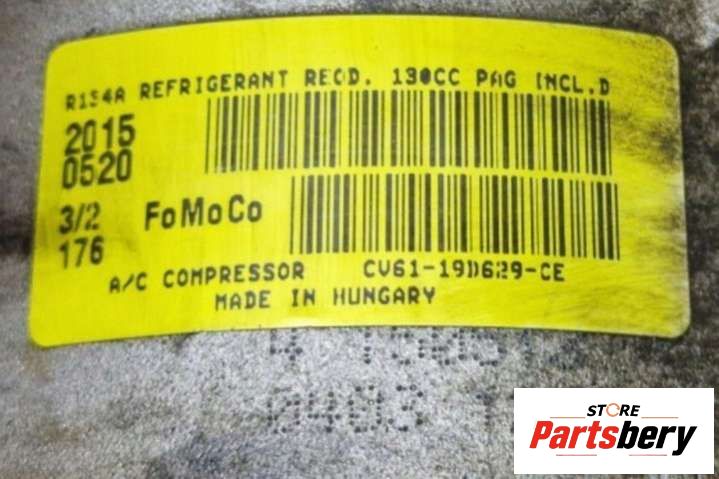 R134A REFRIGERANT REQD. 130CC PAG INCL.D
2015
0520
3/2
176
FoMoCo
A/C COMPRESSOR CV61-19D629-CE
MADE IN HUNGARY
0403
STORE
Partsbery